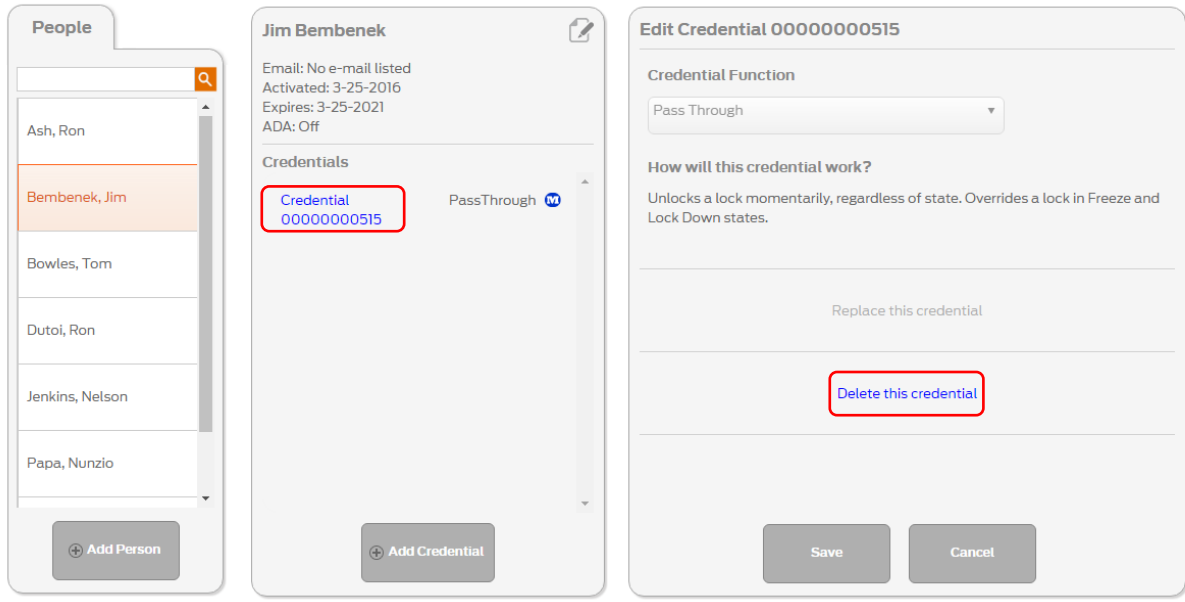 People
Ash, Ron
Bembenek, Jim
Bowles, Tom
Dutoi, Ron
Jenkins, Nelson
Papa, Nunzio
Add Person
Jim Bembenek
Email: No e-mail listed
Activated: 3-25-2016
Expires: 3-25-2021
ADA: Off
Credentials
Credential
00000000515
PassThrough M
Add Credential
Edit Credential 00000000515
Credential Function
Pass Through
How will this credential work?
Unlocks a lock momentarily, regardless of state. Overrides a lock in Freeze and
Lock Down states.
Replace this credential
Delete this credential
Save
Cancel